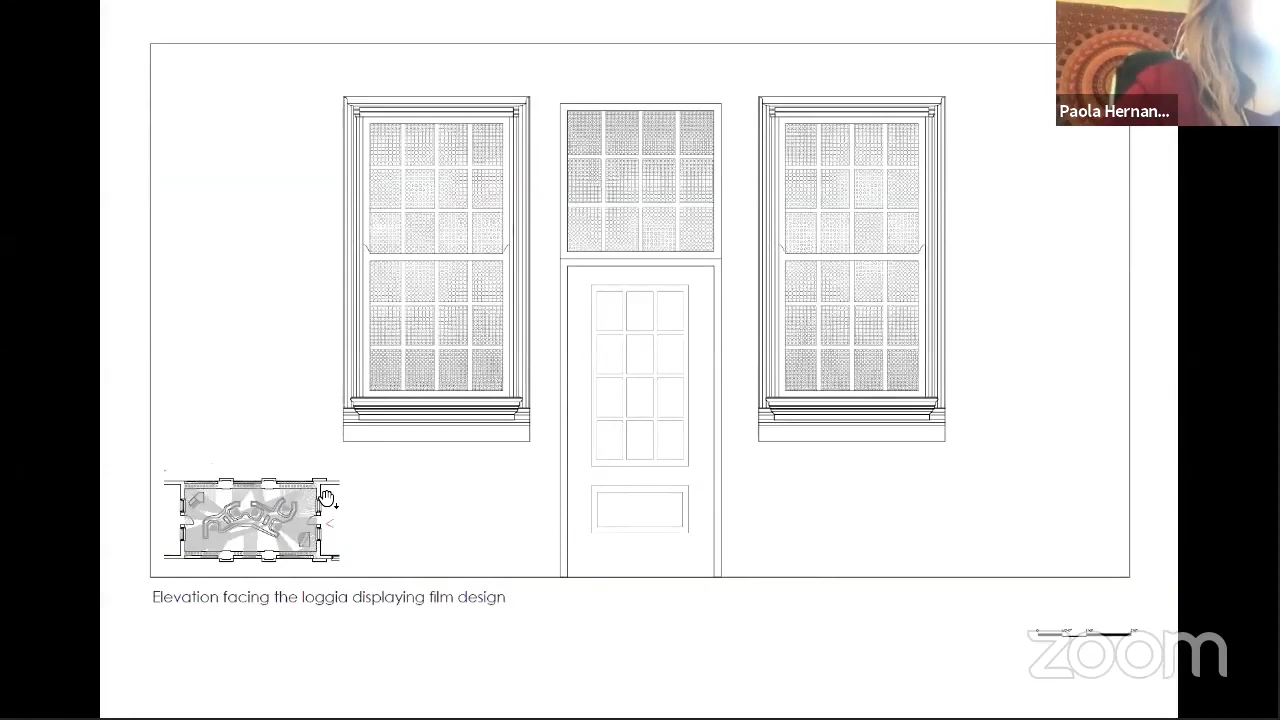 Paola Hernan...
Elevation facing the loggia displaying film design
zoom